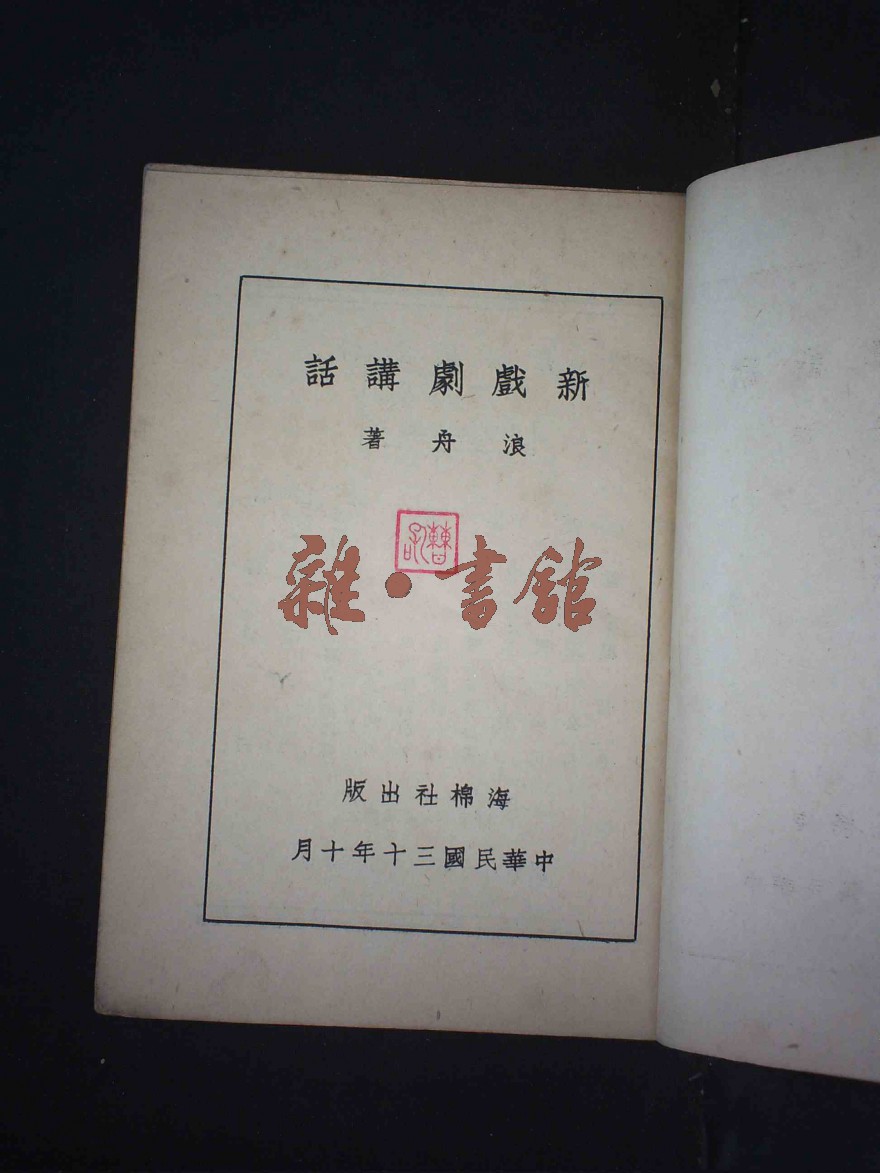 新戲劇講話
浪舟著
雜·書館
海棉社出版
中華民國三十年十月